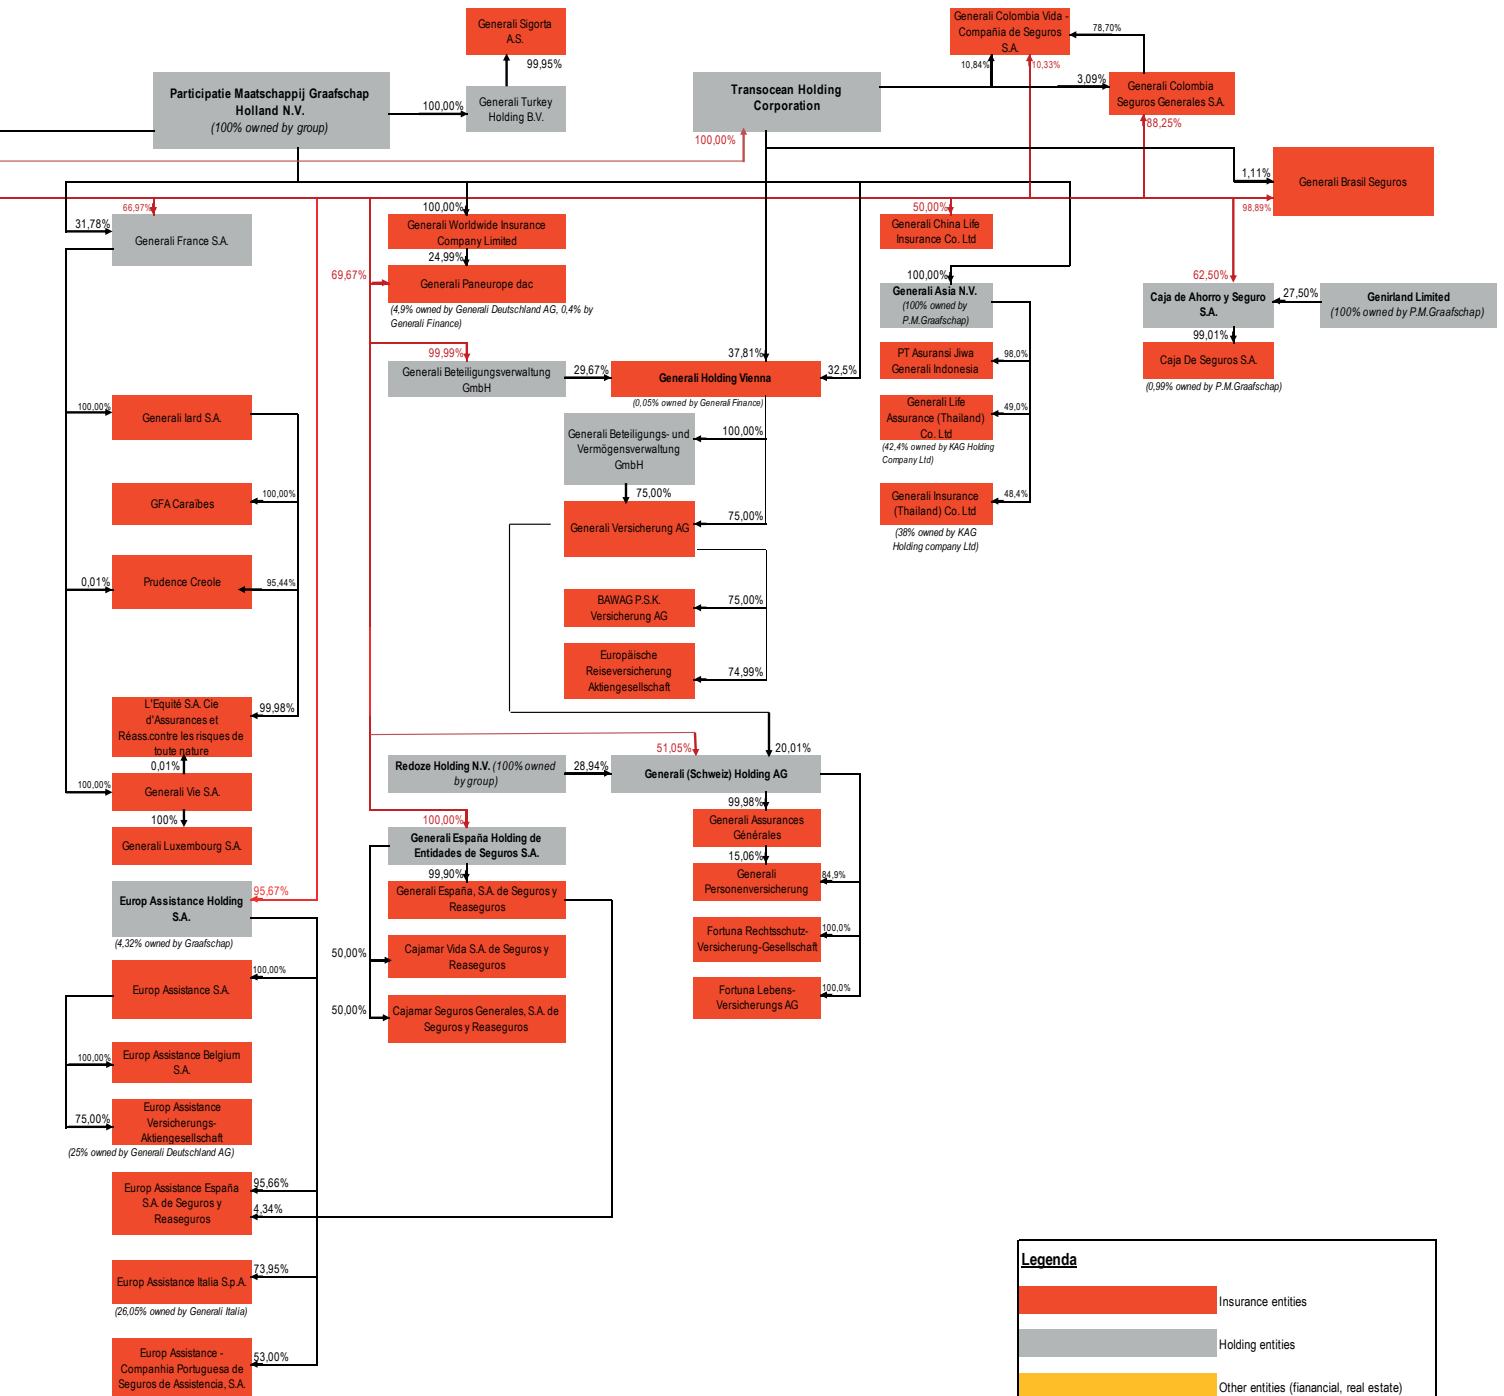 Generali Sigorta
A.S.
99,95%
Participatie Maatschappij Graafschap
Holland N.V.
(100% owned by group)
100,00%
Generali Turkey
Holding B.V.
Transocean Holding
Corporation
100,00%
Generali Colombia Vida -
Compañia de Seguros
S.A.
78,70%
10,84%
10,33%
3,09%
Generali Colombia
Seguros Generales S.A.
88,25%
1,11%
Generali Brasil Seguros
98,89%
66,97%
31,78%
Generali France S.A.
100,00%
Generali Worldwide Insurance
Company Limited
24,99%
69,67%
Generali Paneurope dac
(4,9% owned by Generali Deutschland AG, 0,4% by
Generali Finance)
50,00%
Generali China Life
Insurance Co. Ltd
100,00%
Generali Asia N.V.
(100% owned by
P.M.Graafschap)
62,50%
Caja de Ahorro y Seguro
S.A.
27,50%
Genirland Limited
(100% owned by P.M.Graafschap)
99,01%
Caja De Seguros S.A.
(0,99% owned by P.M.Graafschap)
99,99%
Generali Beteiligungsverwaltung
GmbH
29,67%
37,81%
Generali Holding Vienna
32,5%
(0,05% owned by Generali Finance)
PT Asuransi Jiwa
Generali Indonesia
98,0%
Generali Life
Assurance (Thailand)
Co. Ltd
49,0%
(42,4% owned by KAG Holding
Company Ltd)
Generali Insurance
(Thailand) Co. Ltd
48,4%
(38% owned by KAG
Holding company Ltd)
100,00%
Generali Iard S.A.
GFA Caraïbes
100,00%
0,01%
Prudence Creole
95,44%
Generali Beteiligungs- und
Vermögensverwaltung
GmbH
100,00%
75,00%
Generali Versicherung AG
75,00%
BAWAG P.S.K.
Versicherung AG
75,00%
Europäische
Reiseversicherung
Aktiengesellschaft
74,99%
L'Equité S.A. Cie
d'Assurances et
Réass.contre les risques de
toute nature
99,98%
0,01%
100,00%
Generali Vie S.A.
100%
Generali Luxembourg S.A.
51,05%
20,01%
Redoze Holding N.V. (100% owned
by group)
28,94%
Generali (Schweiz) Holding AG
99,98%
Generali Assurances
Générales
15,06%
Generali
Personenversicherung
84,9%
Fortuna Rechtsschutz-
Versicherung-Gesellschaft
100,0%
Fortuna Lebens-
Versicherungs AG
100,0%
100,00%
Generali España Holding de
Entidades de Seguros S.A.
99,90%
Generali España, S.A. de Seguros y
Reaseguros
50,00%
Cajamar Vida S.A. de Seguros y
Reaseguros
50,00%
Cajamar Seguros Generales, S.A. de
Seguros y Reaseguros
95,67%
Europ Assistance Holding
S.A.
(4,32% owned by Graafschap)
100,00%
Europ Assistance S.A.
100,00%
Europ Assistance Belgium
S.A.
75,00%
Europ Assistance
Versicherungs-
Aktiengesellschaft
(25% owned by Generali Deutschland AG)
Europ Assistance España
S.A. de Seguros y
Reaseguros
95,66%
4,34%
Europ Assistance Italia S.p.A.
73,95%
(26,05% owned by Generali Italia)
Europ Assistance -
Companhia Portuguesa de
Seguros de Assistencia, S.A.
53,00%
Legenda
Insurance entities
Holding entities
Other entities (fianancial, real estate)